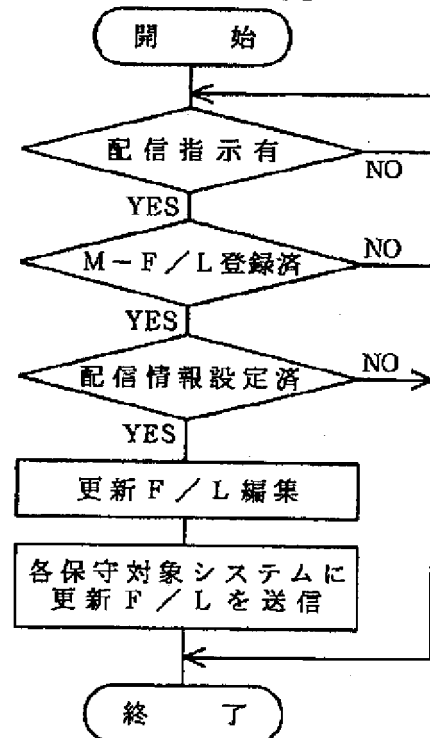 開始
配信指示有
NO
YES
M－F／L登録済
NO
YES
配信情報設定済
NO
YES
更新F／L編集
各保守対象システムに
更新F／Lを送信
終了